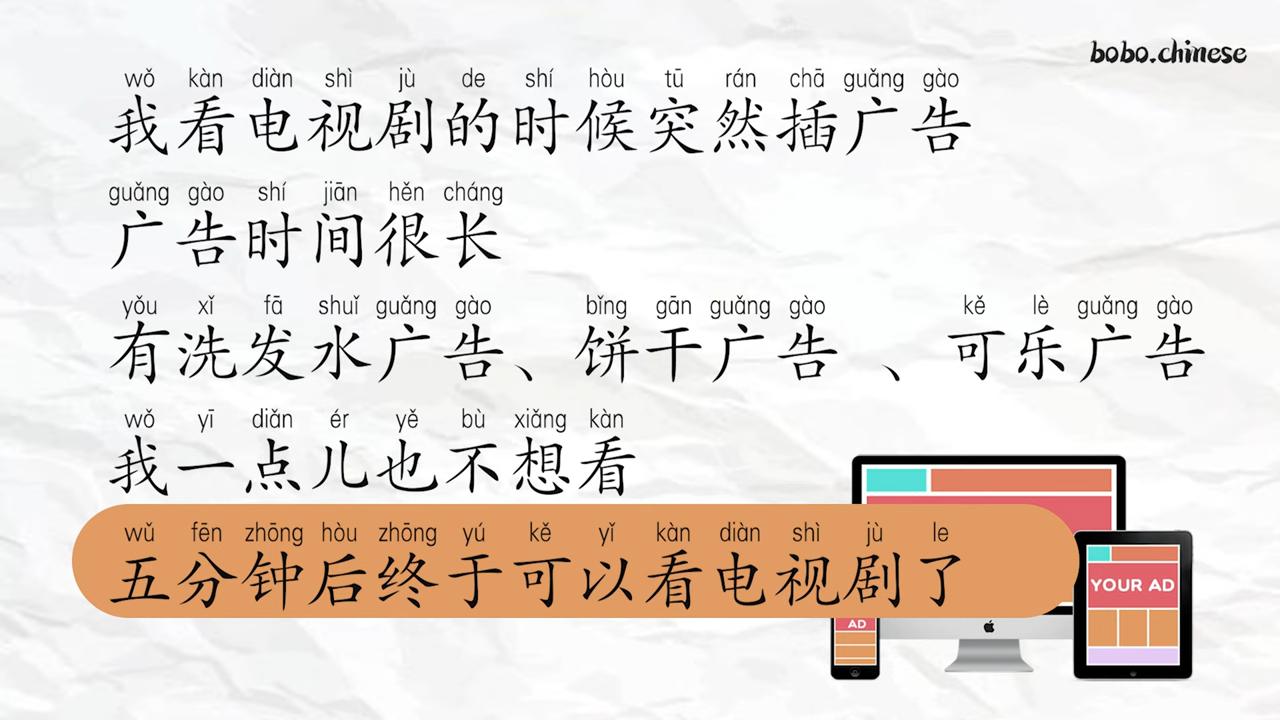 bobo.chinese
wǒ kàn diàn shì jù de shí hòu tū rán chā guǎng gào
我看电视剧的时候突然插广告
guǎng gào shí jiān hěn cháng
广告时间很长
yǒu xǐ fā shuǐ guǎng gào bǐng gān guǎng gào kě lè guǎng gào
有洗发水广告、饼干广告 、 可乐广告
wǒ yī diǎn ér yě bù xiǎng kàn
我一点儿也不想看
wǔ fēn zhōng hòu zhōng yú kě yǐ kàn diàn shì jù le
五分钟后终于可以看电视剧了
YOUR AD
AD